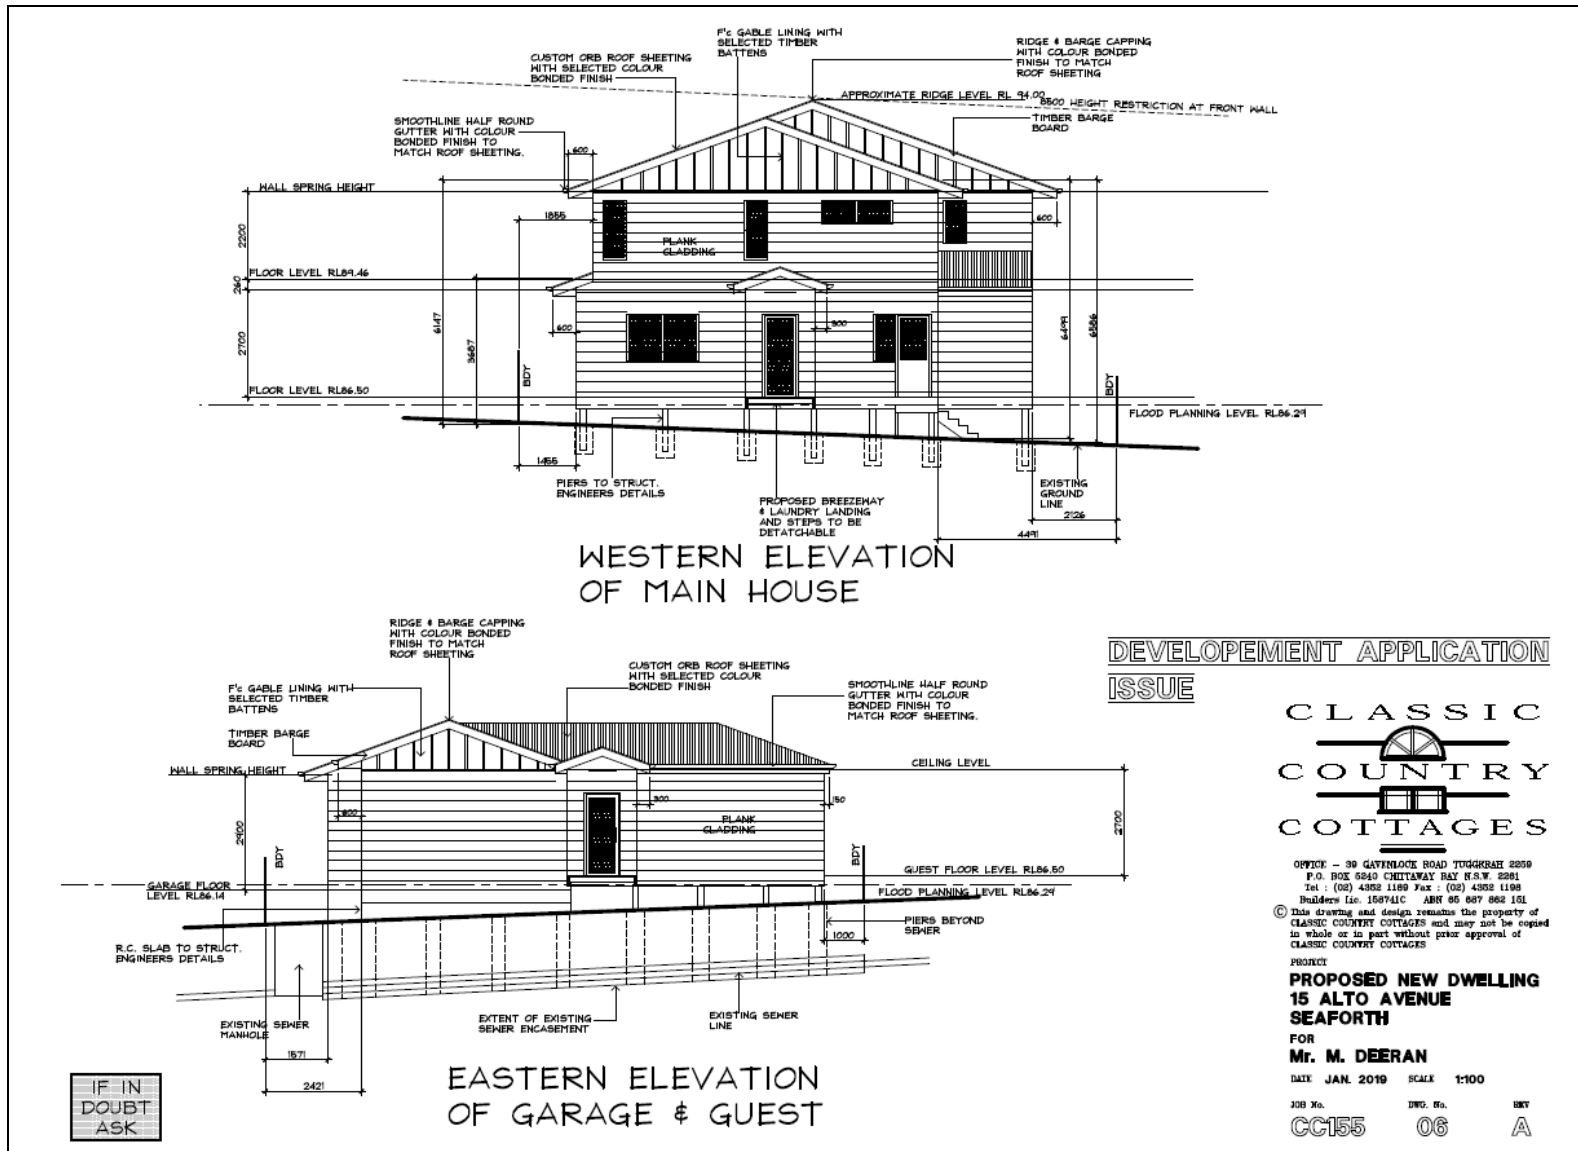 F'c GABLE LINING WITH
SELECTED TIMBER
BATTENS
RIDGE & BARGE CAPPING
WITH COLOUR BONDED
FINISH TO MATCH
ROOF SHEETING
CUSTOM ORB ROOF SHEETING
WITH SELECTED COLOUR
BONDED FINISH
APPROXIMATE RIDGE LEVEL RL 94.00
8500 HEIGHT RESTRICTION AT FRONT WALL
TIMBER BARGE
BOARD
SMOOTHLINE HALF ROUND
GUTTER WITH COLOUR
BONDED FINISH TO
MATCH ROOF SHEETING.
600
WALL SPRING HEIGHT
1855
600
2200
PLANK
CLADDING
FLOOR LEVEL RL89.46
260
6147
3687
600
300
6499
6586
2700
BDY
BDY
FLOOR LEVEL RL86.50
FLOOD PLANNING LEVEL RL86.29
1455
PIERS TO STRUCT.
ENGINEERS DETAILS
PROPOSED BREEZEWAY
& LAUNDRY LANDING
AND STEPS TO BE
DETATCHABLE
EXISTING
GROUND
LINE
2126
4491
WESTERN ELEVATION
OF MAIN HOUSE
RIDGE & BARGE CAPPING
WITH COLOUR BONDED
FINISH TO MATCH
ROOF SHEETING
CUSTOM ORB ROOF SHEETING
WITH SELECTED COLOUR
BONDED FINISH
F'c GABLE LINING WITH
SELECTED TIMBER
BATTENS
SMOOTHLINE HALF ROUND
GUTTER WITH COLOUR
BONDED FINISH TO
MATCH ROOF SHEETING.
TIMBER BARGE
BOARD
WALL SPRING HEIGHT
CEILING LEVEL
600
300
150
PLANK
CLADDING
2900
2700
BDY
BDY
GUEST FLOOR LEVEL RL86.50
GARAGE FLOOR
LEVEL RL86.14
FLOOD PLANNING LEVEL RL86.29
PIERS BEYOND
SEWER
1000
R.C. SLAB TO STRUCT.
ENGINEERS DETAILS
EXISTING SEWER
MANHOLE
EXTENT OF EXISTING
SEWER ENCASEMENT
EXISTING SEWER
LINE
1571
2421
EASTERN ELEVATION
OF GARAGE & GUEST
IF IN
DOUBT
ASK
DEVELOPEMENT APPLICATION
ISSUE
CLASSIC
COUNTRY
COTTAGES
OFFICE - 39 GAVENLOCK ROAD TUGGERAH 2259
P.O. BOX 5240 CHITTAWAY BAY N.S.W. 2261
Tel : (02) 4352 1189 Fax : (02) 4352 1198
Builders Lic. 158741C ABN 65 687 862 151
© This drawing and design remains the property of
CLASSIC COUNTRY COTTAGES and may not be copied
in whole or in part without prior approval of
CLASSIC COUNTRY COTTAGES
PROJECT
PROPOSED NEW DWELLING
15 ALTO AVENUE
SEAFORTH
FOR
Mr. M. DEERAN
DATE JAN. 2019 SCALE 1:100
JOB No. DWG. No. REV
CC155 06 A